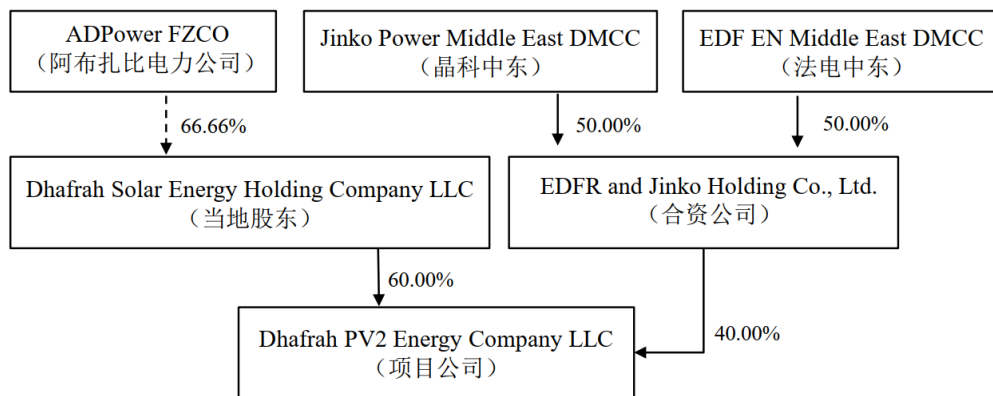 ADPower FZCO
（阿布扎比电力公司）
Jinko Power Middle East DMCC
（晶科中东）
EDF EN Middle East DMCC
（法电中东）
66.66%
50.00%
50.00%
Dhafrah Solar Energy Holding Company LLC
（当地股东）
EDFR and Jinko Holding Co., Ltd.
（合资公司）
60.00%
40.00%
Dhafrah PV2 Energy Company LLC
（项目公司）